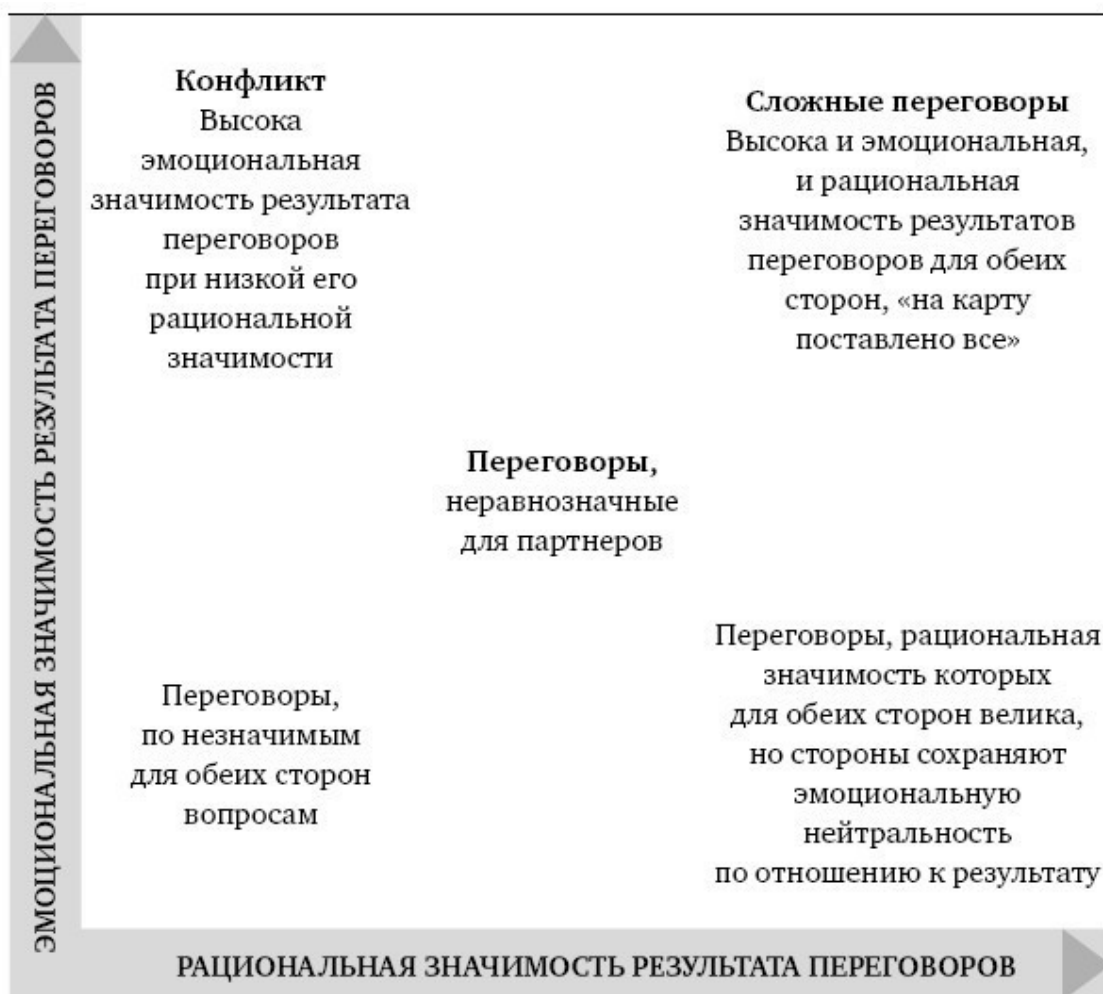 ЭМОЦИОНАЛЬНАЯ ЗНАЧИМОСТЬ РЕЗУЛЬТАТА ПЕРЕГОВОРОВ
Конфликт
Высока
эмоциональная
значимость результата
переговоров
при низкой его
рациональной
значимости
Сложные переговоры
Высока и эмоциональная,
и рациональная
значимость результатов
переговоров для обеих
сторон, «на карту
поставлено все»
Переговоры,
неравнозначные
для партнеров
Переговоры,
по незначимым
для обеих сторон
вопросам
Переговоры, рациональная
значимость которых
для обеих сторон велика,
но стороны сохраняют
эмоциональную
нейтральность
по отношению к результату
РАЦИОНАЛЬНАЯ ЗНАЧИМОСТЬ РЕЗУЛЬТАТА ПЕРЕГОВОРОВ